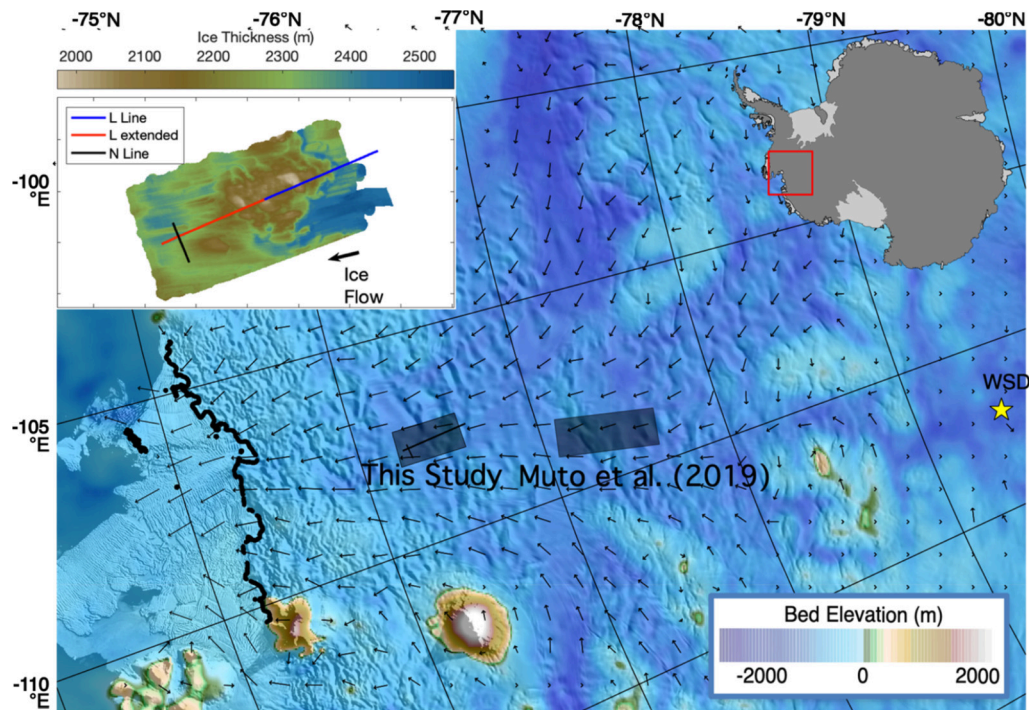 -75°N -76°N -77°N -78°N -79°N -80°N
Ice Thickness (m)
2000 2100 2200 2300 2400 2500
L Line
L extended
N Line
Ice
Flow
-100
°E
WSD
-105
°E
This Study Muto et al. (2019)
Bed Elevation (m)
-2000 0 2000
-110
°E